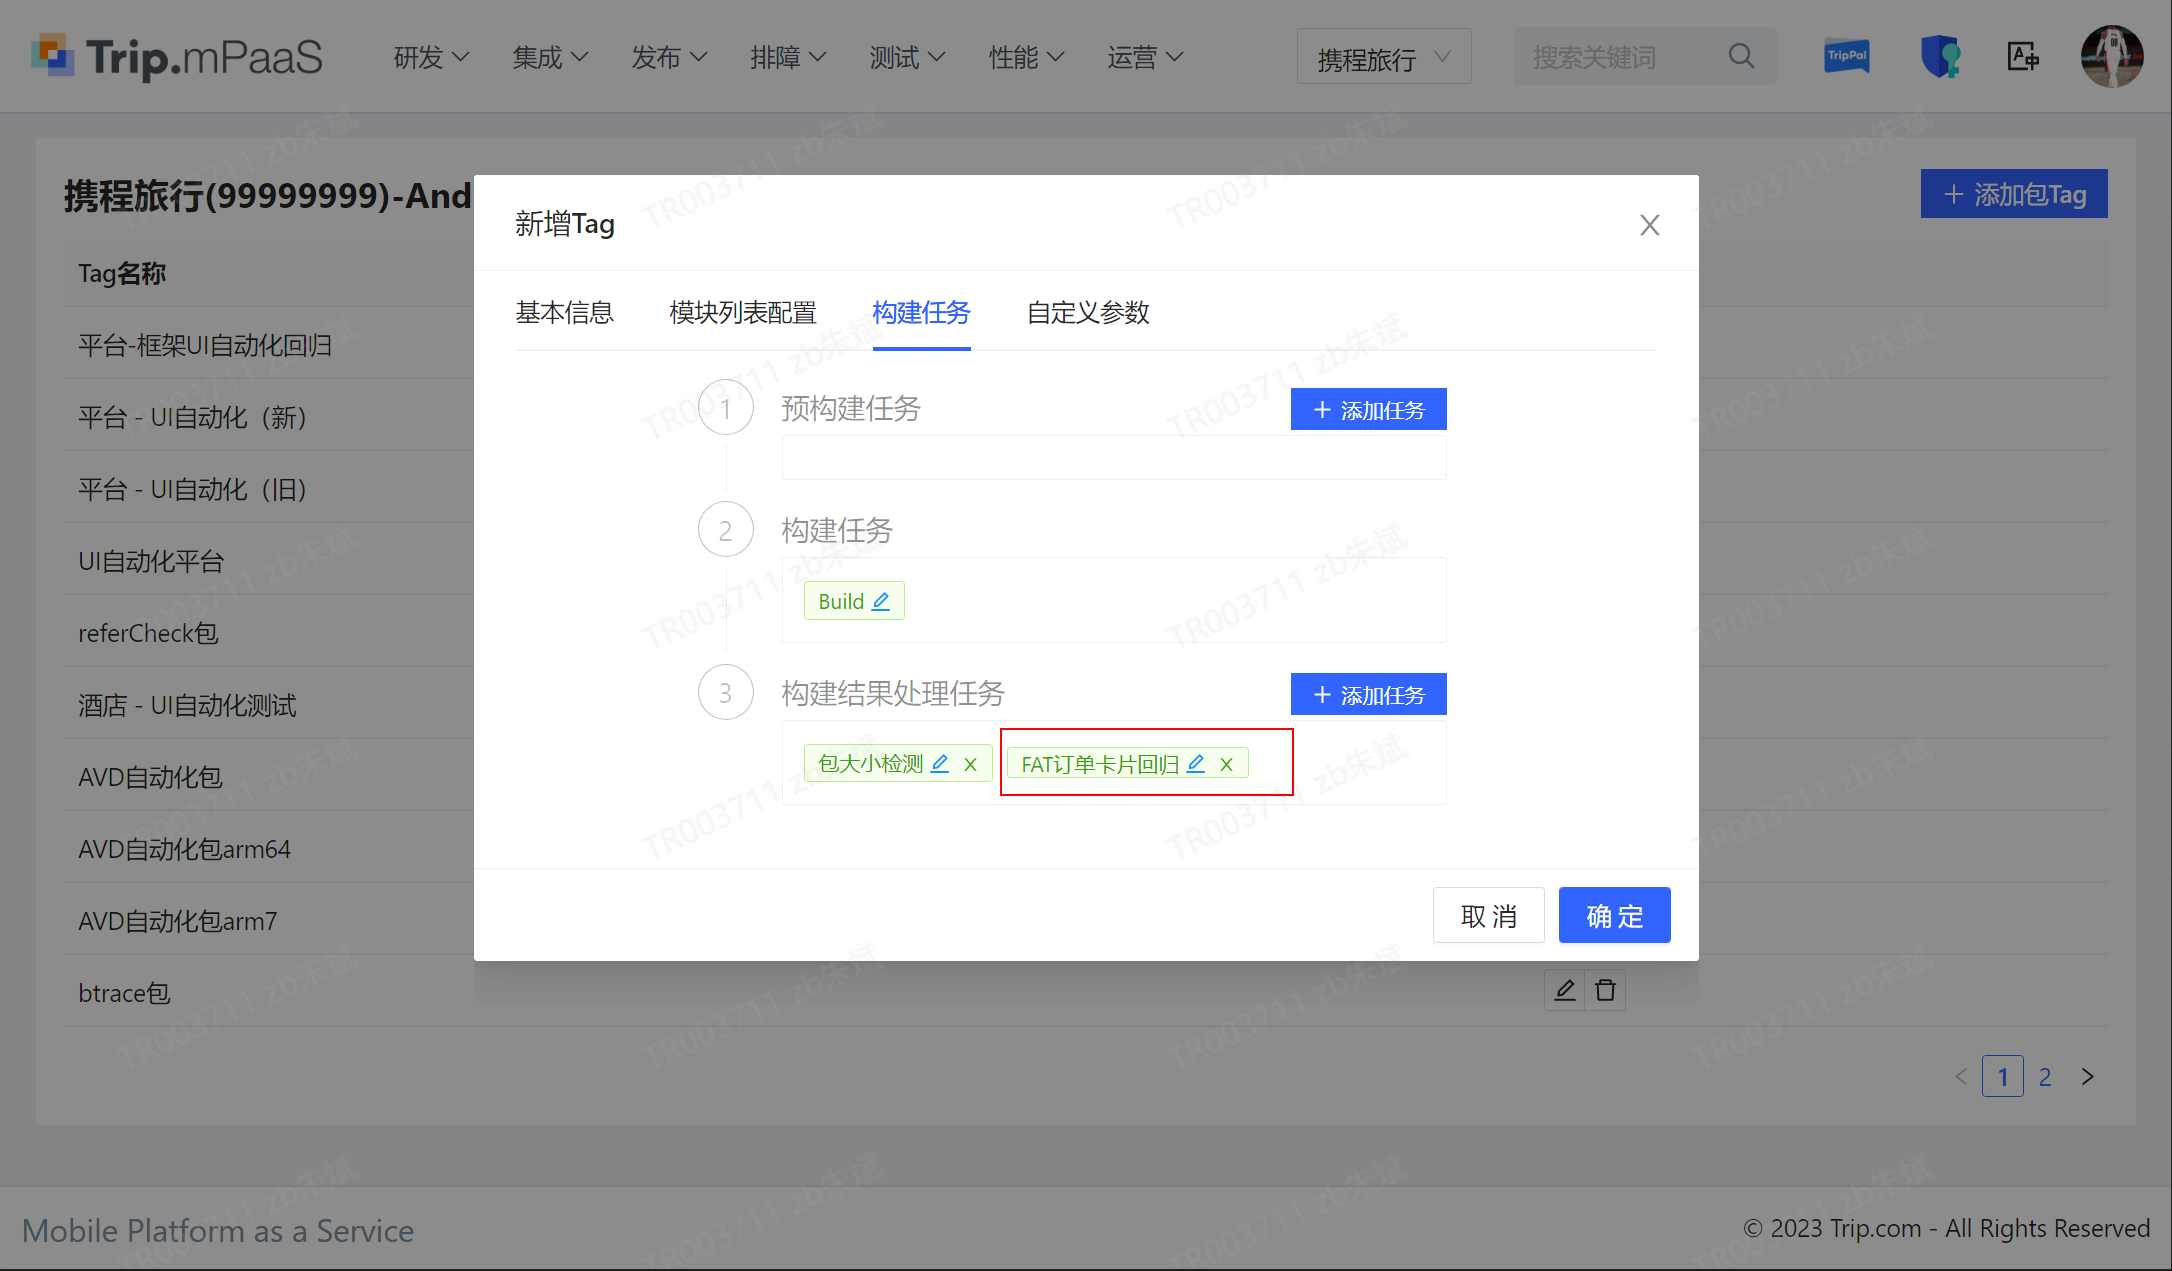 Trip.mPaaS
研发
集成
发布
排障
测试
性能
运营
携程旅行
搜索关键词
TripPal
A中
携程旅行(99999999)-And
添加包Tag
Tag名称
平台-框架UI自动化回归
平台 - UI自动化（新）
平台 - UI自动化（旧）
UI自动化平台
referCheck包
酒店 - UI自动化测试
AVD自动化包
AVD自动化包arm64
AVD自动化包arm7
btrace包
新增Tag
基本信息 模块列表配置 构建任务 自定义参数
1 预构建任务 + 添加任务
2 构建任务
Build
3 构建结果处理任务 + 添加任务
包大小检测 FAT订单卡片回归
取 消 确 定
< 1 2 >
Mobile Platform as a Service
© 2023 Trip.com - All Rights Reserved
TR003711 zb朱斌